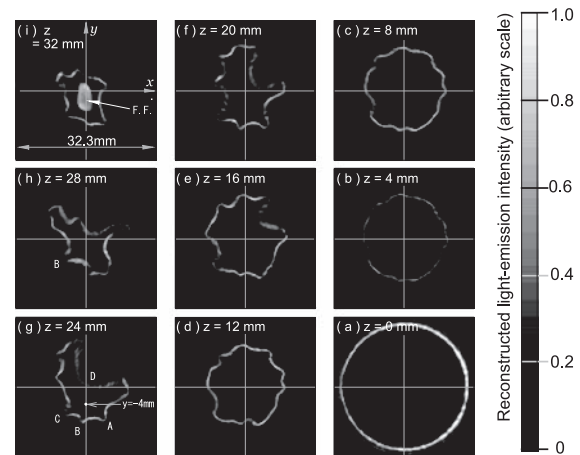 ( i ) z = 32 mm
y
x
F.F.
32.3mm
( f ) z = 20 mm
( c ) z = 8 mm
( h ) z = 28 mm
B
( e ) z = 16 mm
( b ) z = 4 mm
( g ) z = 24 mm
D
y=-4mm
C
B
A
( d ) z = 12 mm
( a ) z = 0 mm
Reconstructed light-emission intensity (arbitrary scale)
1.0
0.8
0.6
0.4
0.2
0